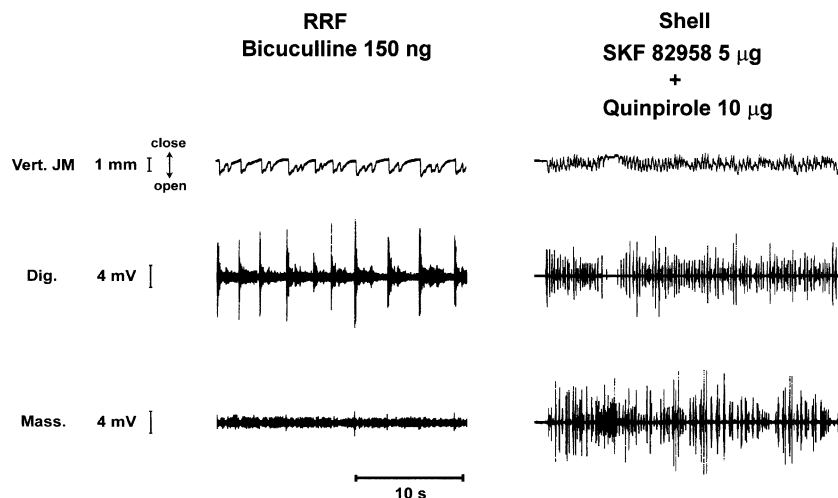 RRF
Bicuculline 150 ng
Shell
SKF 82958 5 μg
+
Quinpirole 10 μg
close
Vert. JM 1 mm
open
Dig. 4 mV
Mass. 4 mV
10 s